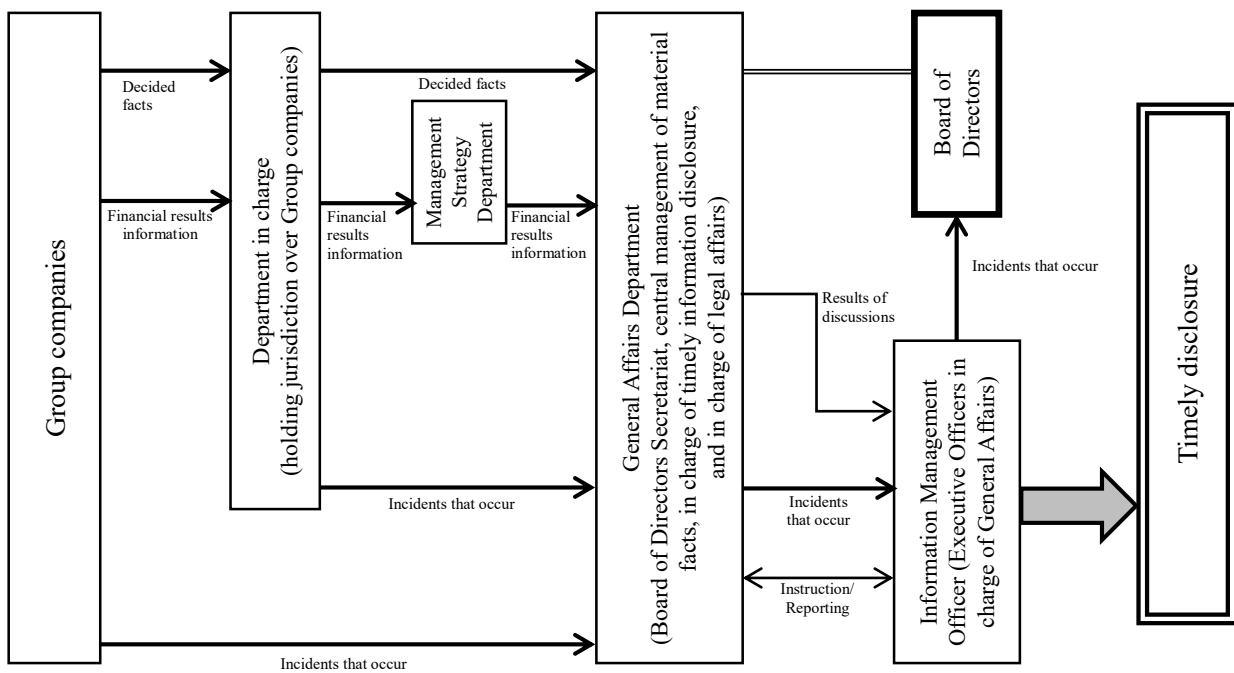 Group companies
Decided
facts
Financial results
information
Department in charge
(holding jurisdiction over Group companies)
Decided facts
Financial
results
information
Management
Strategy
Department
Financial
results
information
Incidents that occur
Incidents that occur
General Affairs Department
(Board of Directors Secretariat, central management of material
facts, in charge of timely information disclosure,
and in charge of legal affairs)
Board of
Directors
Incidents that occur
Results of
discussions
Incidents
that occur
Instruction/
Reporting
Information Management
Officer (Executive Officers in
charge of General Affairs)
Timely disclosure